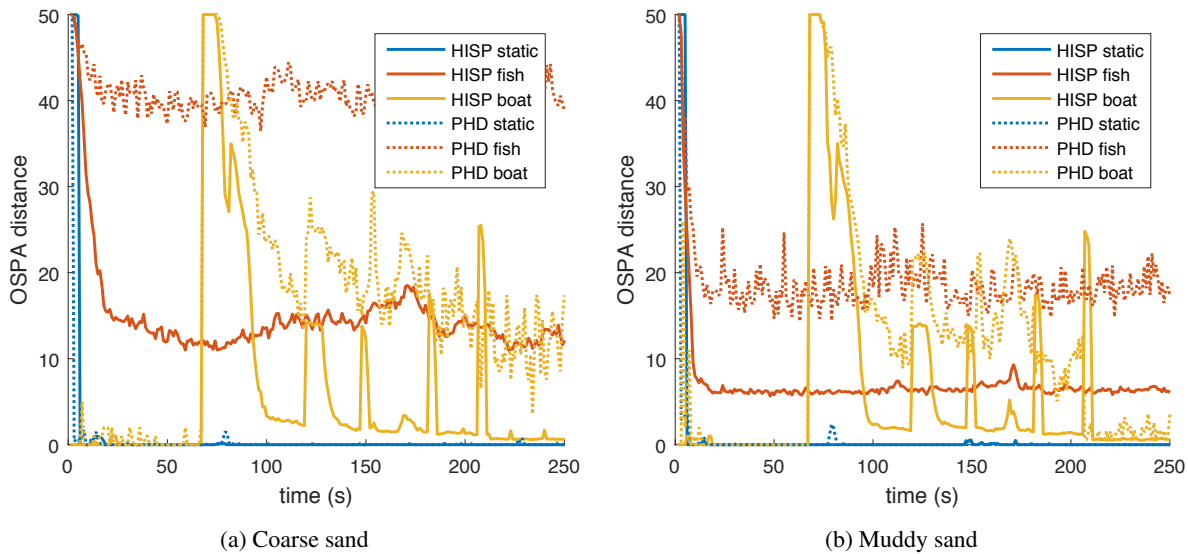 50
40
30
20
10
0
OSPA distance
0
50
100
150
200
250
time (s)
HISP static
HISP fish
HISP boat
PHD static
PHD fish
PHD boat
(a) Coarse sand
50
40
30
20
10
0
OSPA distance
0
50
100
150
200
250
time (s)
HISP static
HISP fish
HISP boat
PHD static
PHD fish
PHD boat
(b) Muddy sand